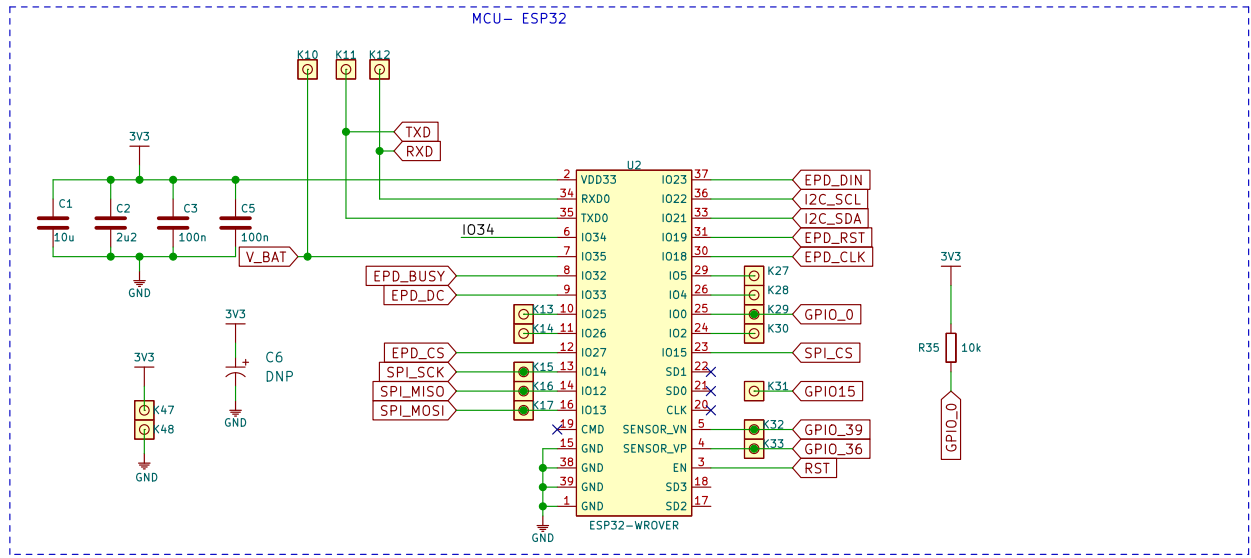 MCU- ESP32
K10 K11 K12
TXD
RXD
3V3
C1 10u
C2 2u2
C3 100n
C5 100n
GND
V_BAT
IO34
EPD_BUSY
EPD_DC
K13
K14
EPD_CS
SPI_SCK K15
SPI_MISO K16
SPI_MOSI K17
3V3
C6
DNP
+
GND
3V3
K47
K48
GND
U2
2 VDD33 IO23 37
34 RXD0 IO22 36
35 TXD0 IO21 33
6 IO34 IO19 31
7 IO35 IO18 30
8 IO32 IO5 29
9 IO33 IO4 26
10 IO25 IO0 25
11 IO26 IO2 24
12 IO27 IO15 23
13 IO14 SD1 22
14 IO12 SD0 21
16 IO13 CLK 20
19 CMD SENSOR_VN 5
15 GND SENSOR_VP 4
38 GND EN 3
39 GND SD3 18
1 GND SD2 17
ESP32-WROVER
GND
EPD_DIN
I2C_SCL
I2C_SDA
EPD_RST
EPD_CLK
K27
K28
K29 GPIO_0
K30
SPI_CS
K31 GPIO15
K32 GPIO_39
K33 GPIO_36
RST
3V3
R35 10k
GPIO_0